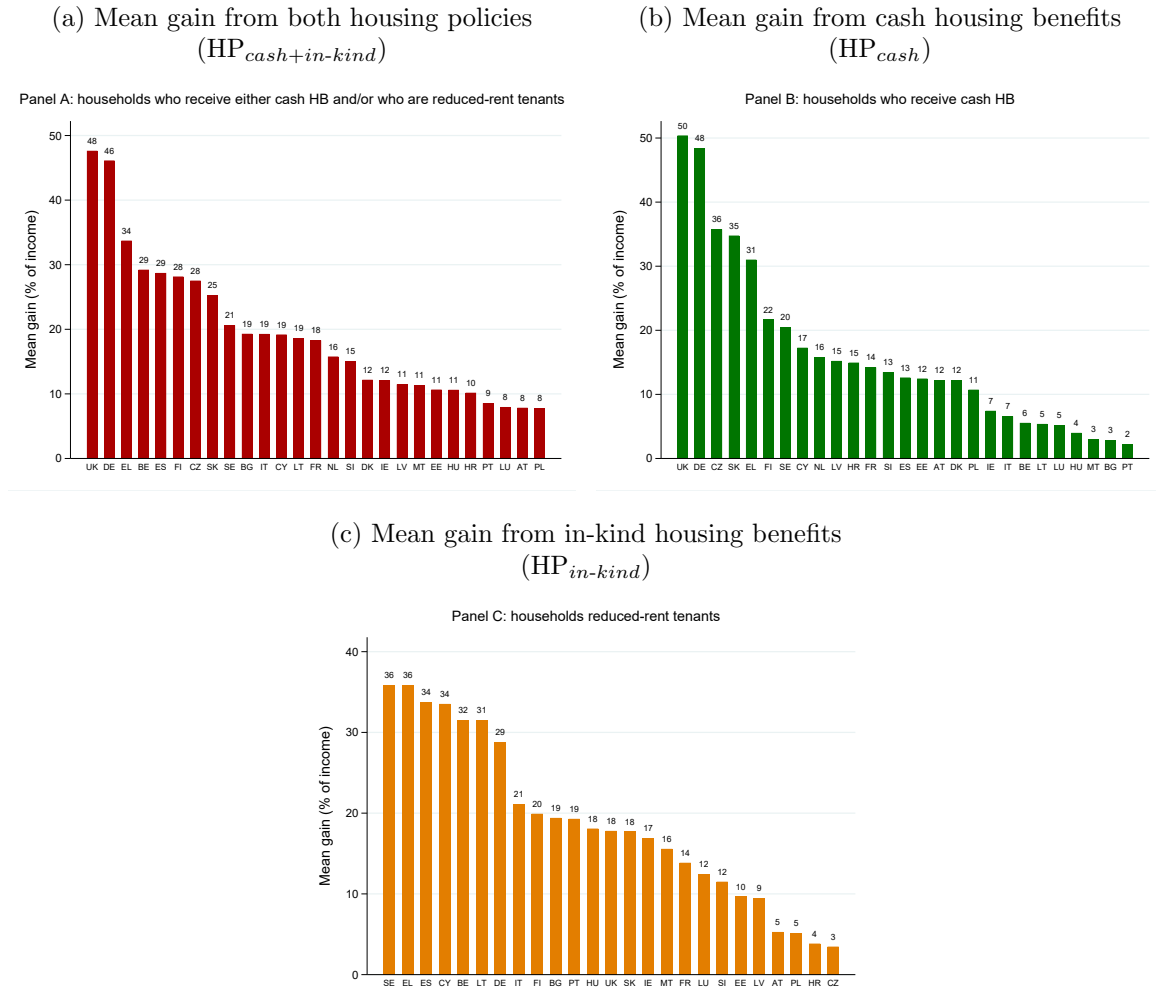 (a) Mean gain from both housing policies
(HPcash+in-kind)
Panel A: households who receive either cash HB and/or who are reduced-rent tenants
Mean gain (% of income)
50
40
30
20
10
0
48 46 34 29 29 28 28 25 21 19 19 19 19 18 16 15 12 12 11 11 11 11 10 9 8 8 8
UK DE EL BE ES FI CZ SK SE BG IT CY LT FR NL SI DK IE LV MT EE HU HR PT LU AT PL
(b) Mean gain from cash housing benefits
(HPcash)
Panel B: households who receive cash HB
Mean gain (% of income)
50
40
30
20
10
0
50 48 36 35 31 22 20 17 16 15 15 14 13 13 12 12 12 11 7 7 6 5 5 4 3 3 2
UK DE CZ SK EL FI SE CY NL LV HR FR SI ES EE AT DK PL IE IT BE LT LU HU MT BG PT
(c) Mean gain from in-kind housing benefits
(HPin-kind)
Panel C: households reduced-rent tenants
Mean gain (% of income)
40
30
20
10
0
36 36 34 34 32 31 29 21 20 19 19 18 18 18 17 16 14 12 12 10 9 5 5 4 3
SE EL ES CY BE LT DE IT FI BG PT HU UK SK IE MT FR LU SI EE LV AT PL HR CZ